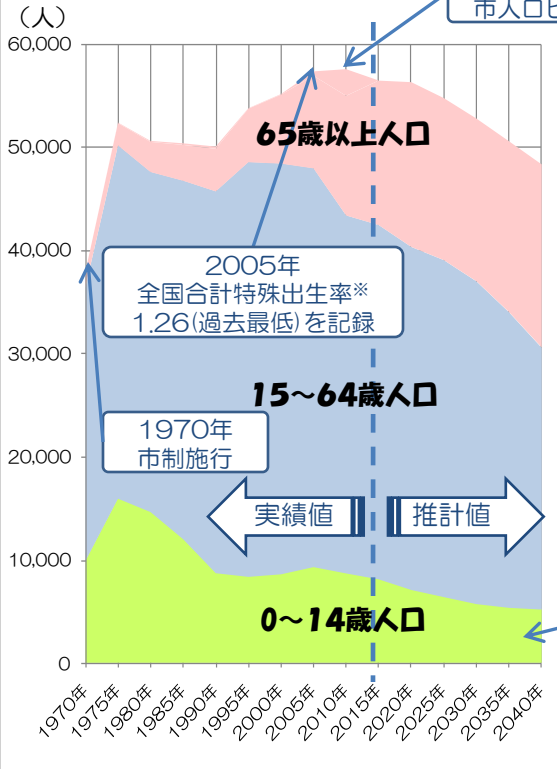 （人）
市人口ピ
60,000
50,000
40,000
30,000
20,000
10,000
0
65歳以上人口
2005年
全国合計特殊出生率※
1.26(過去最低)を記録
15～64歳人口
1970年
市制施行
実績値
推計値
0～14歳人口
1970年
1975年
1980年
1985年
1990年
1995年
2000年
2005年
2010年
2015年
2020年
2025年
2030年
2035年
2040年